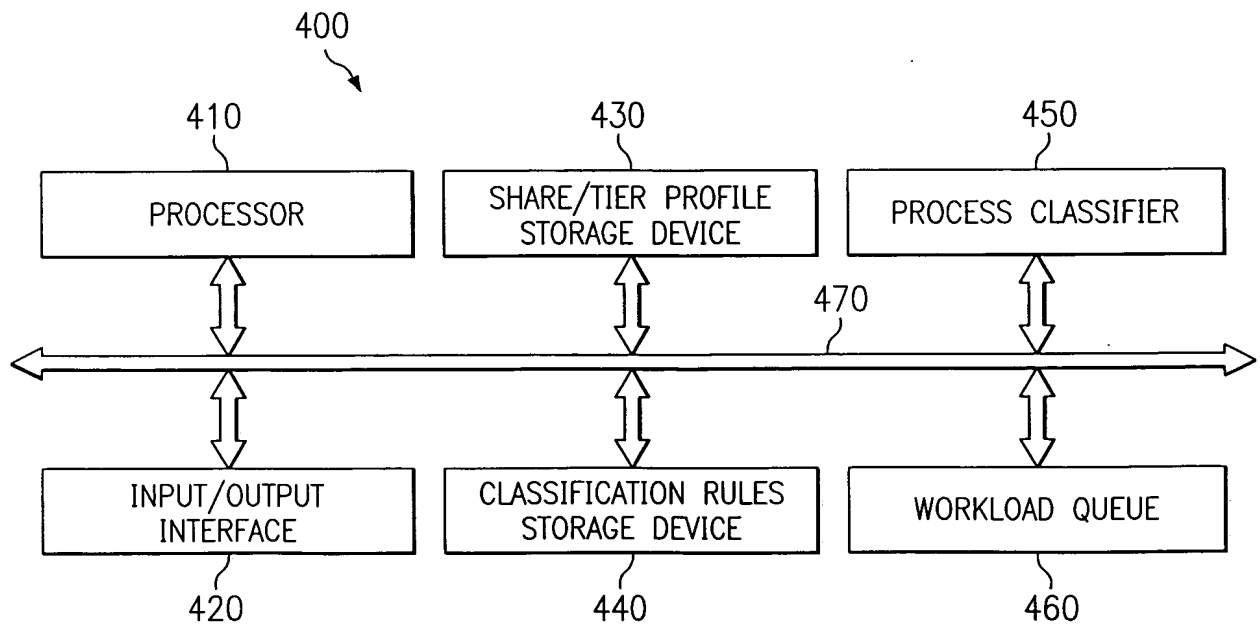 400
410
430
450
PROCESSOR
SHARE/TIER PROFILE
STORAGE DEVICE
PROCESS CLASSIFIER
470
INPUT/OUTPUT
INTERFACE
CLASSIFICATION RULES
STORAGE DEVICE
WORKLOAD QUEUE
420
440
460